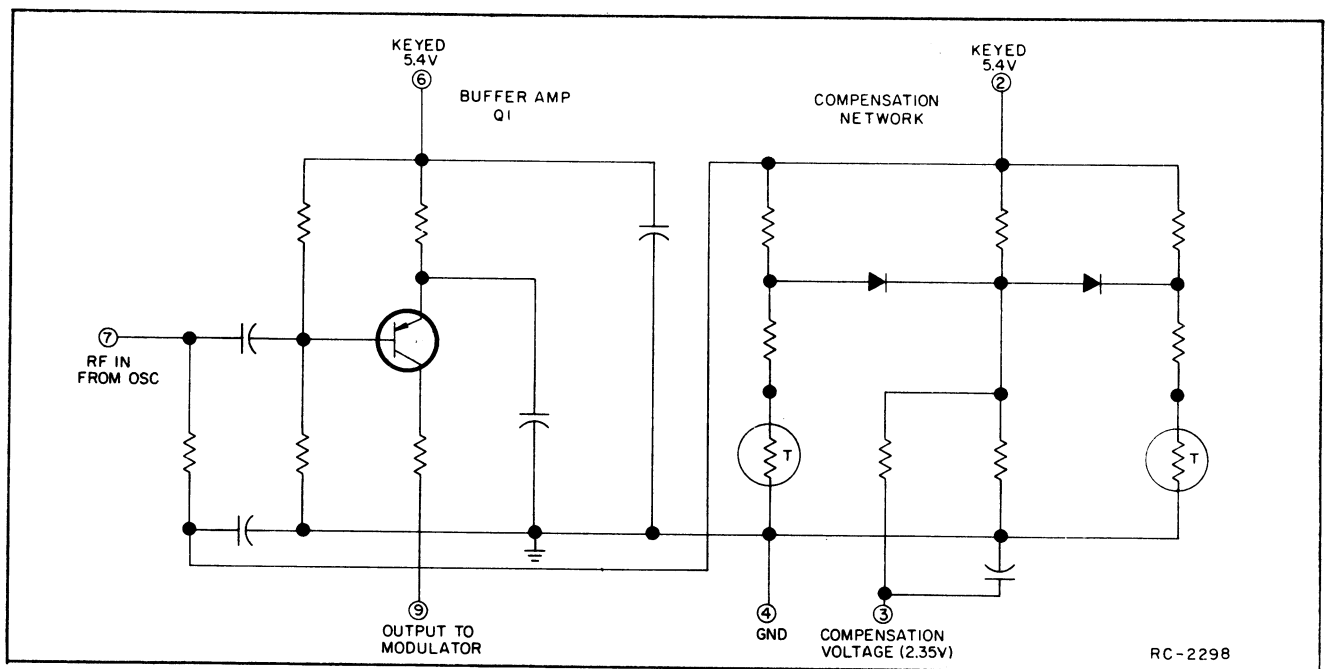 KEYED
5.4V
⑥
BUFFER AMP
Q1
COMPENSATION
NETWORK
KEYED
5.4V
②
⑦
RF IN
FROM OSC
T
T
⑨
OUTPUT TO
MODULATOR
④
GND
③
COMPENSATION
VOLTAGE (2.35V)
RC-2298